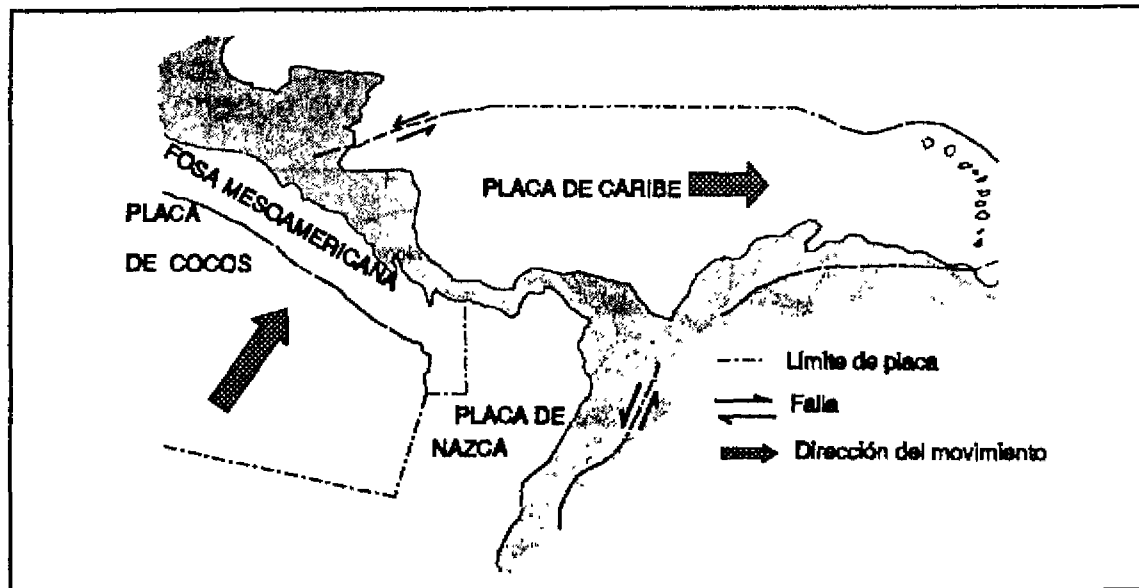 FOSA MESOAMERICANA
PLACA DE CARIBE
PLACA
DE COCOS
PLACA DE
NAZCA
Límite de placa
Falla
Dirección del movimiento